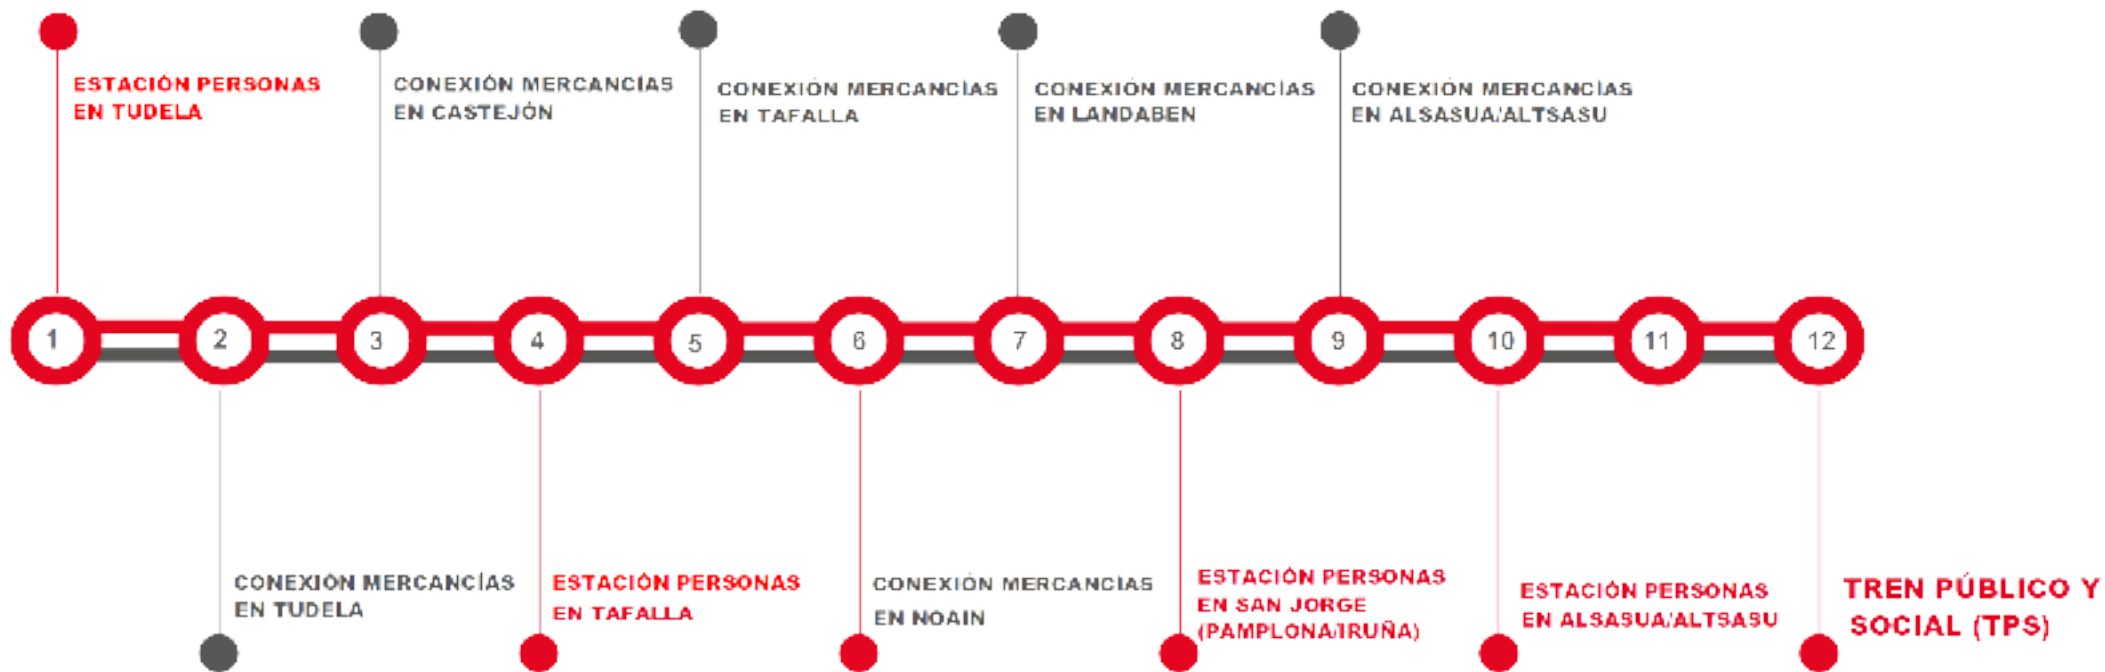 ESTACIÓN PERSONAS
EN TUDELA
CONEXIÓN MERCANCÍAS
EN CASTEJÓN
CONEXIÓN MERCANCÍAS
EN TAFALLA
CONEXIÓN MERCANCÍAS
EN LANDABEN
CONEXIÓN MERCANCÍAS
EN ALSASUA/ALTSASU
1
2
3
4
5
6
7
8
9
10
11
12
CONEXIÓN MERCANCÍAS
EN TUDELA
ESTACIÓN PERSONAS
EN TAFALLA
CONEXIÓN MERCANCÍAS
EN NOAIN
ESTACIÓN PERSONAS
EN SAN JORGE
(PAMPLONA/IRUÑA)
ESTACIÓN PERSONAS
EN ALSASUA/ALTSASU
TREN PÚBLICO Y
SOCIAL (TPS)